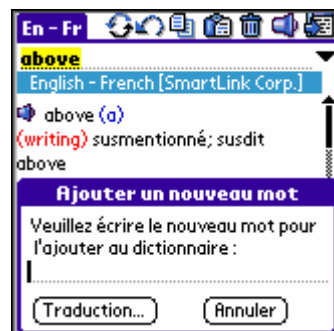 En - Fr
above
English - French [SmartLink Corp.]
above (a)
(writing) susmentionné; susdit
above
Ajouter un nouveau mot
Veuillez écrire le nouveau mot pour
l'ajouter au dictionnaire :
Traduction... Annuler